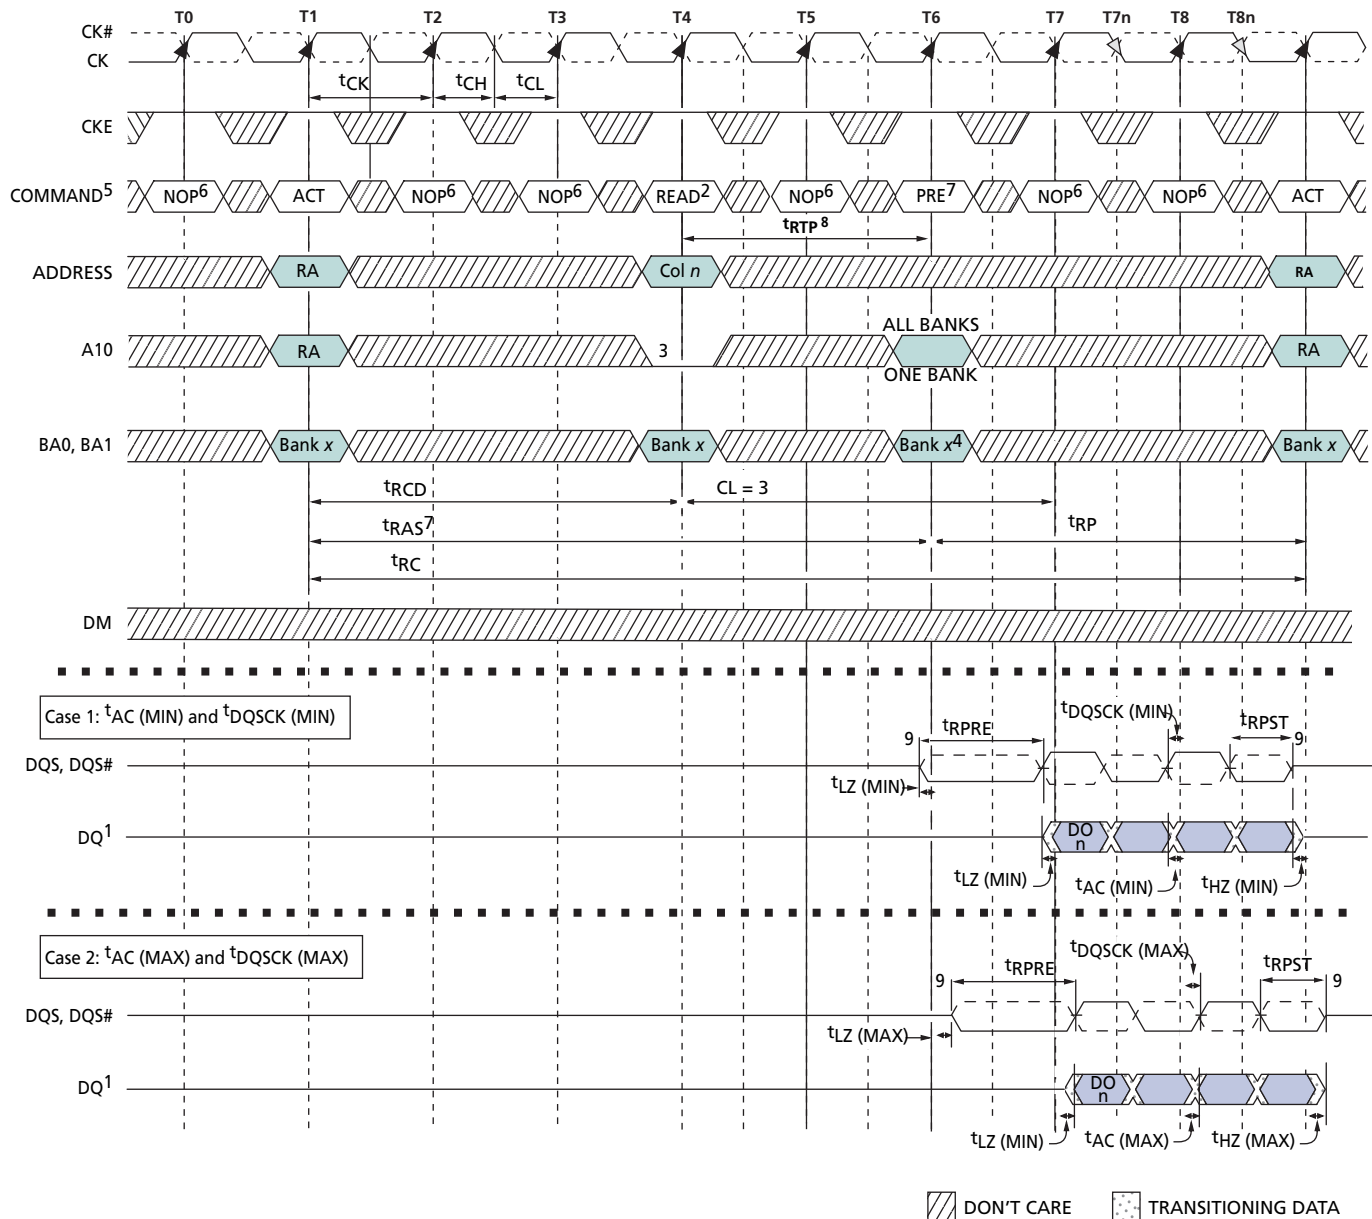 T0 T1 T2 T3 T4 T5 T6 T7 T7n T8 T8n
CK#
CK
tCK tCH tCL
CKE
COMMAND5 NOP6 ACT NOP6 NOP6 READ2 NOP6 PRE7 NOP6 NOP6 ACT
tRTP8
ADDRESS RA Col n RA
ALL BANKS
A10 RA 3 RA
ONE BANK
BA0, BA1 Bank x Bank x Bank x4 Bank x
tRCD CL = 3
tRAS7 tRP
tRC
DM
Case 1: tAC (MIN) and tDQSCK (MIN)
tDQSCK (MIN)
9 tRPRE tRPST 9
DQS, DQS#
tLZ (MIN)
DQ1 DO n
tLZ (MIN) tAC (MIN) tHZ (MIN)
Case 2: tAC (MAX) and tDQSCK (MAX)
tDQSCK (MAX)
9 tRPRE tRPST 9
DQS, DQS#
tLZ (MAX)
DQ1 DO n
tLZ (MIN) tAC (MAX) tHZ (MAX)
DON'T CARE TRANSITIONING DATA